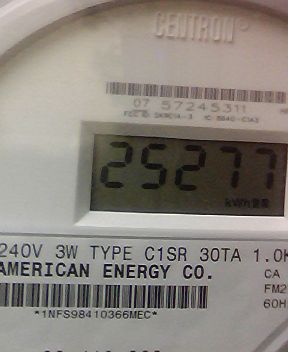 CENTRON®
07 57245311
25277
kWh
240V 3W TYPE C1SR 30TA 1.0K
AMERICAN ENERGY CO.
CA
FM2
60H
*1NFS98410366MEC*